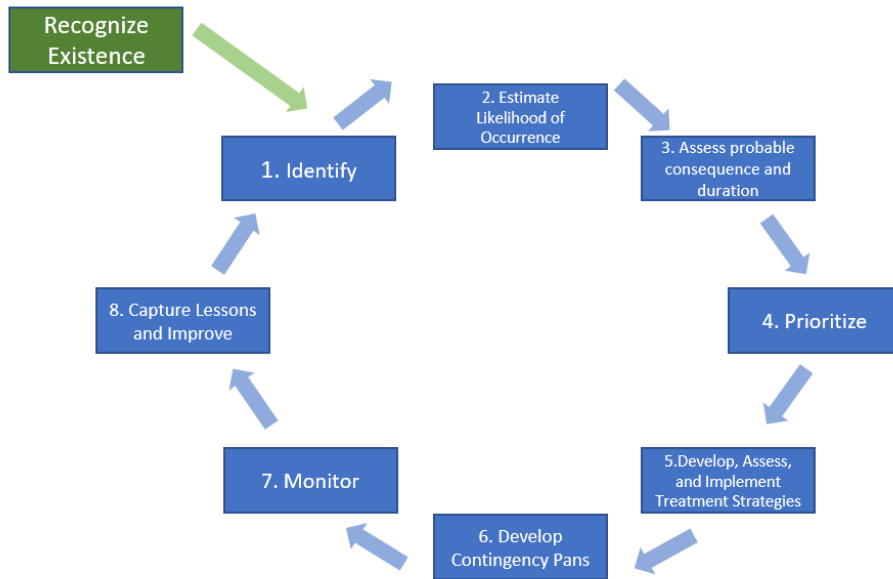 Recognize
Existence
1. Identify
2. Estimate
Likelihood of
Occurrence
3. Assess probable
consequence and
duration
4. Prioritize
5.Develop, Assess,
and Implement
Treatment Strategies
6. Develop
Contingency Pans
7. Monitor
8. Capture Lessons
and Improve